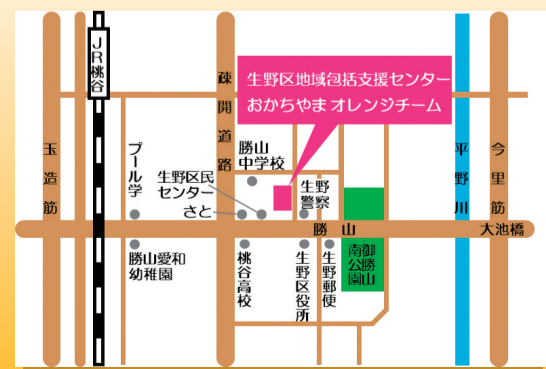 JR桃谷
生野区地域包括支援センター
おかちやま オレンジチーム
疎開道路
玉造筋
プール学
勝山
中学校
生野区民
センター
さと
生野
警察
平野川
今里筋
勝山
大池橋
勝山愛和
幼稚園
桃谷高校
生野区役所
生野郵便
南公園
御勝山